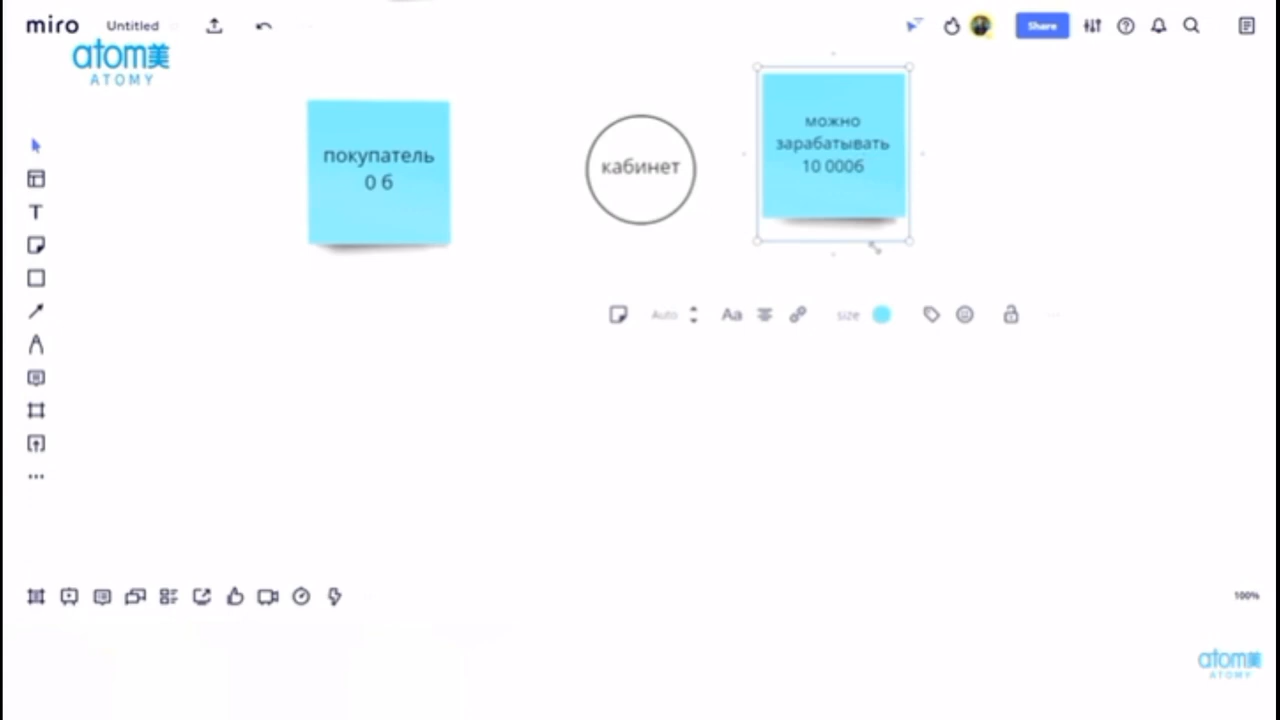 miro
Untitled
Share
atom美
ATOMY
покупатель
0 б
кабинет
можно
зарабатывать
10 000б
Auto
Aa
size
100%
atom美
ATOMY